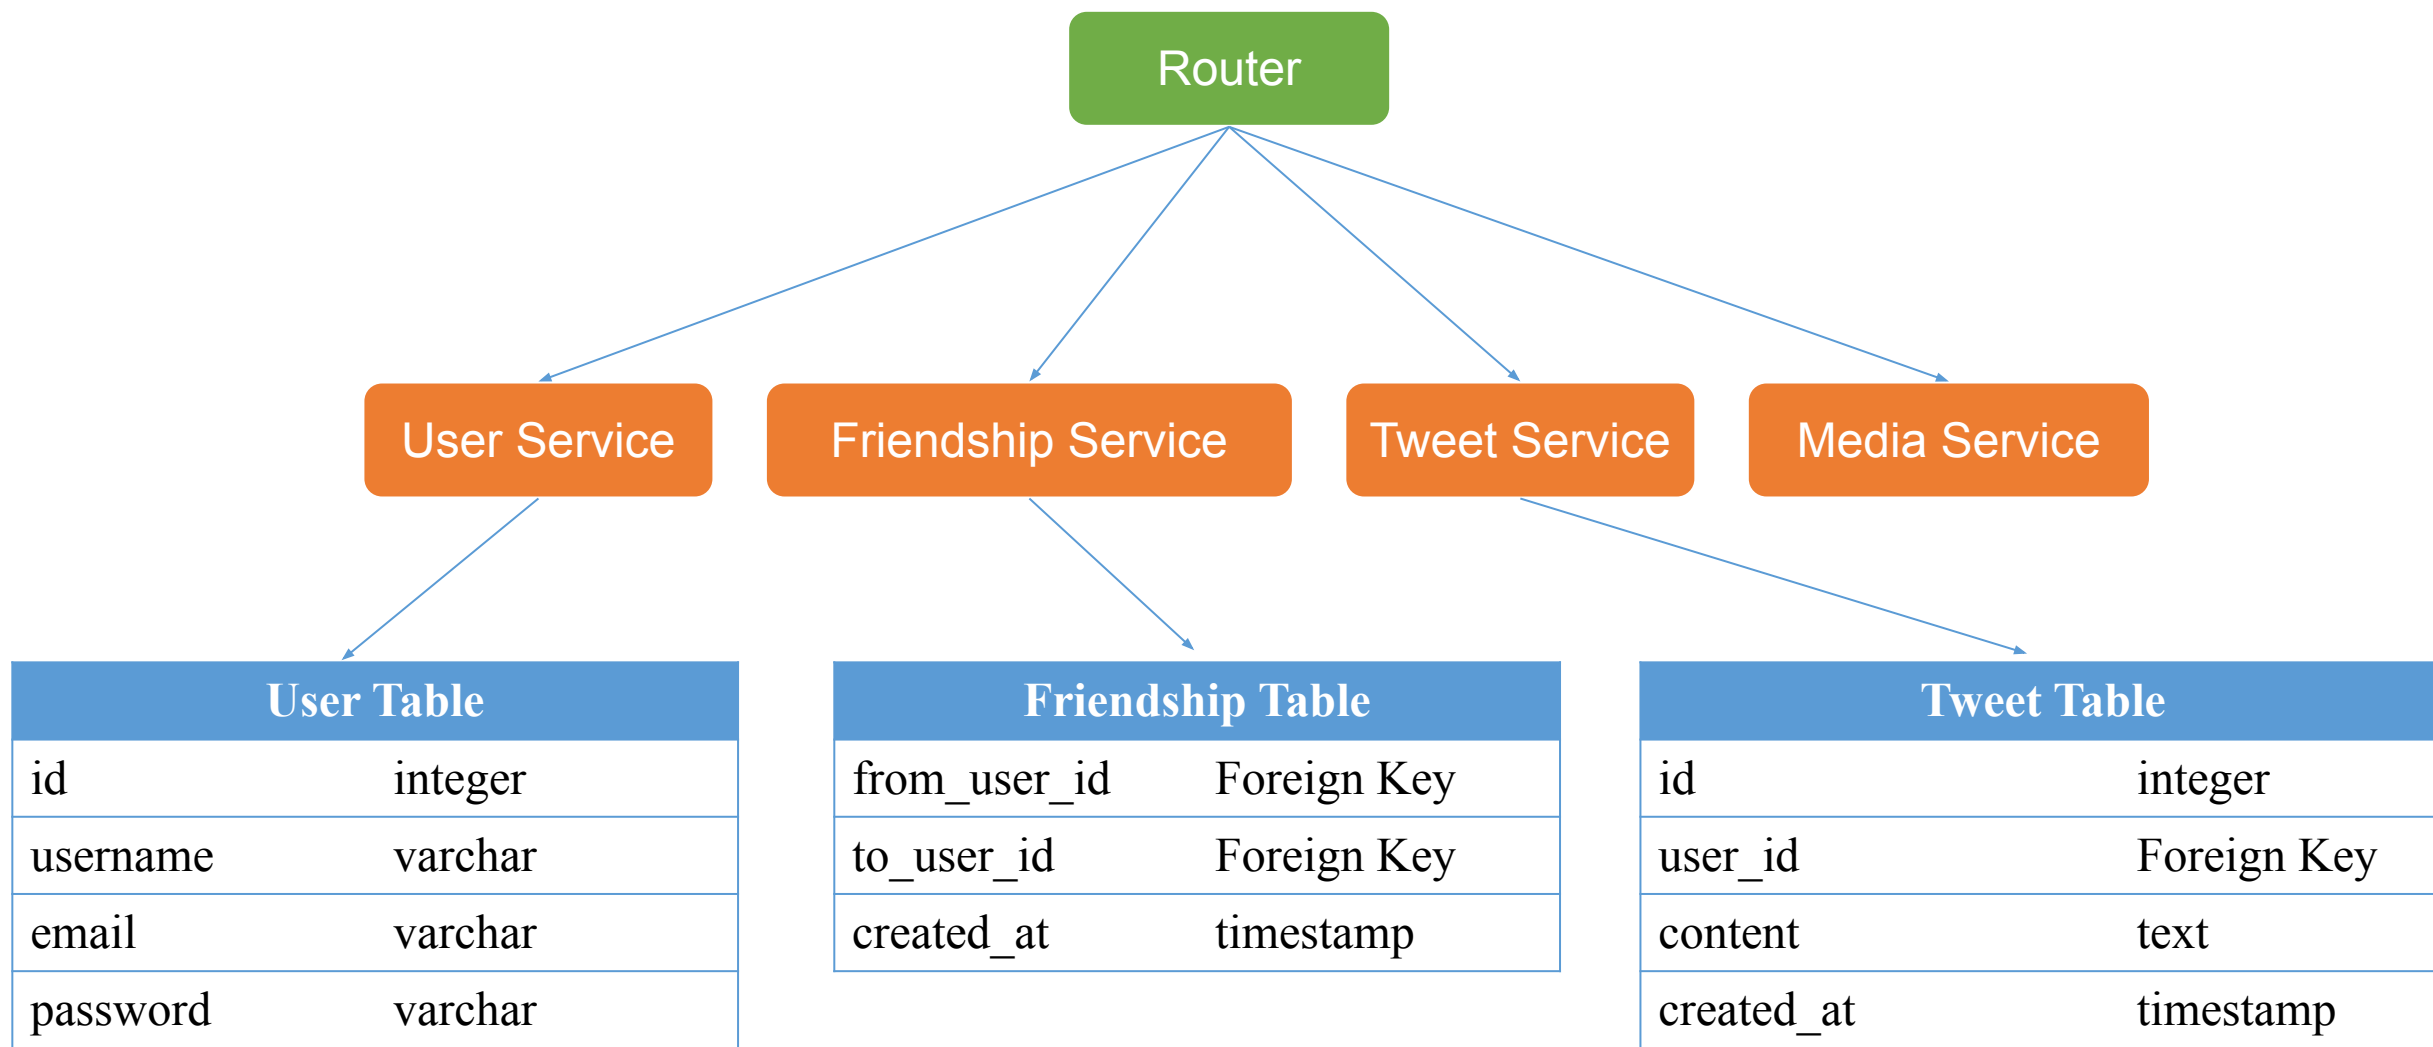 Router
User Service
Friendship Service
Tweet Service
Media Service
User Table
id integer
username varchar
email varchar
password varchar
Friendship Table
from_user_id Foreign Key
to_user_id Foreign Key
created_at timestamp
Tweet Table
id integer
user_id Foreign Key
content text
created_at timestamp